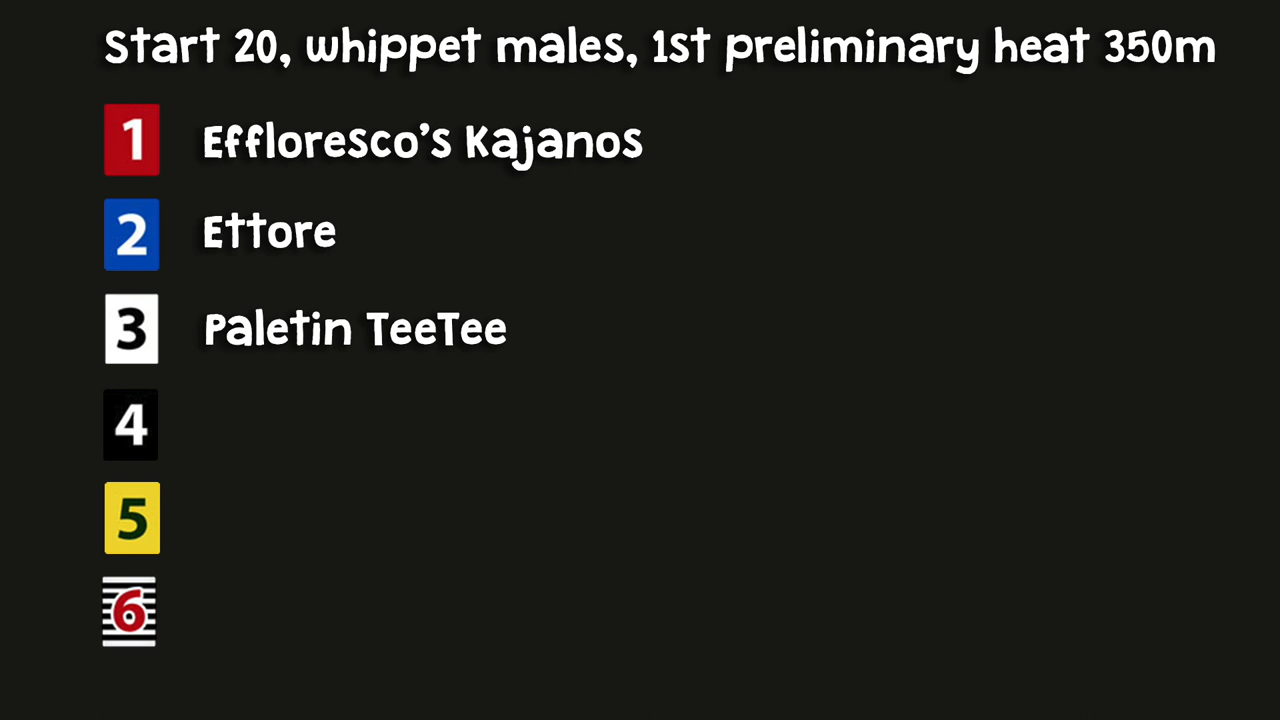 Start 20, whippet males, 1st preliminary heat 350m
1 Effloresco's Kajanos
2 Ettore
3 Paletin TeeTee
4
5
6